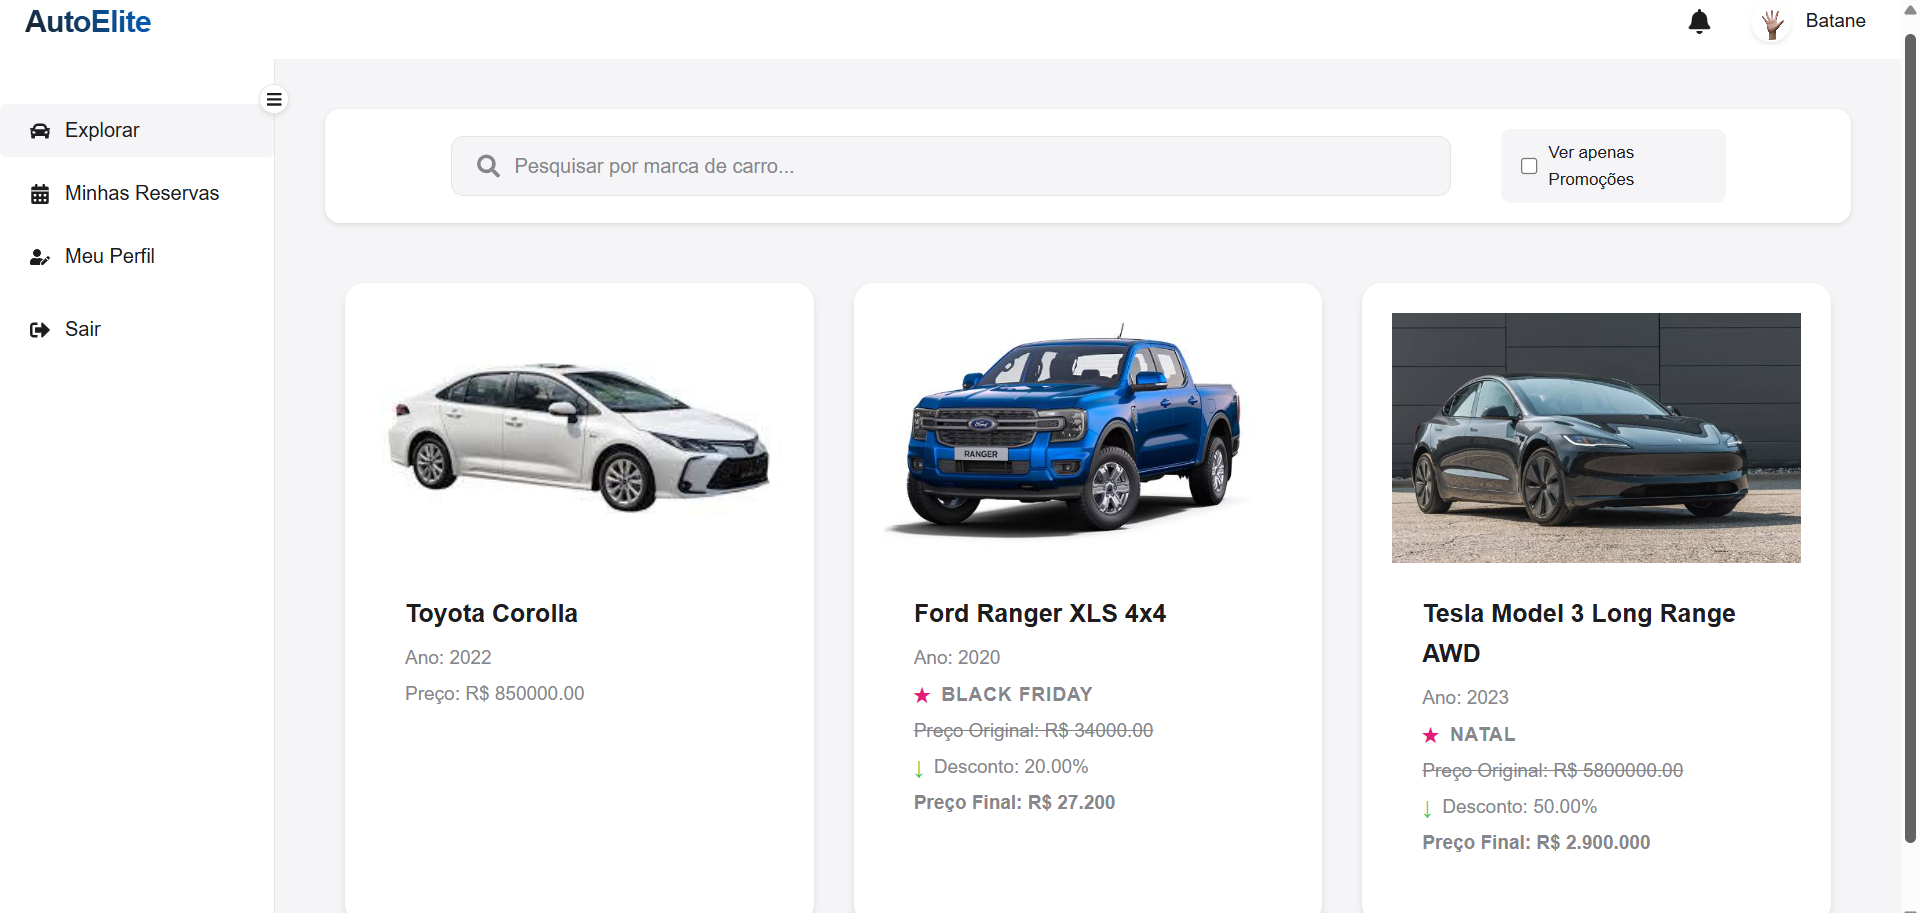 AutoElite
Batane
Explorar
Minhas Reservas
Meu Perfil
Sair
Pesquisar por marca de carro...
Ver apenas
Promoções
RANGER
Toyota Corolla
Ano: 2022
Preço: R$ 850000.00
Ford Ranger XLS 4x4
Ano: 2020
★ BLACK FRIDAY
Preço Original: R$ 34000.00
↓ Desconto: 20.00%
Preço Final: R$ 27.200
Tesla Model 3 Long Range
AWD
Ano: 2023
★ NATAL
Preço Original: R$ 5800000.00
↓ Desconto: 50.00%
Preço Final: R$ 2.900.000